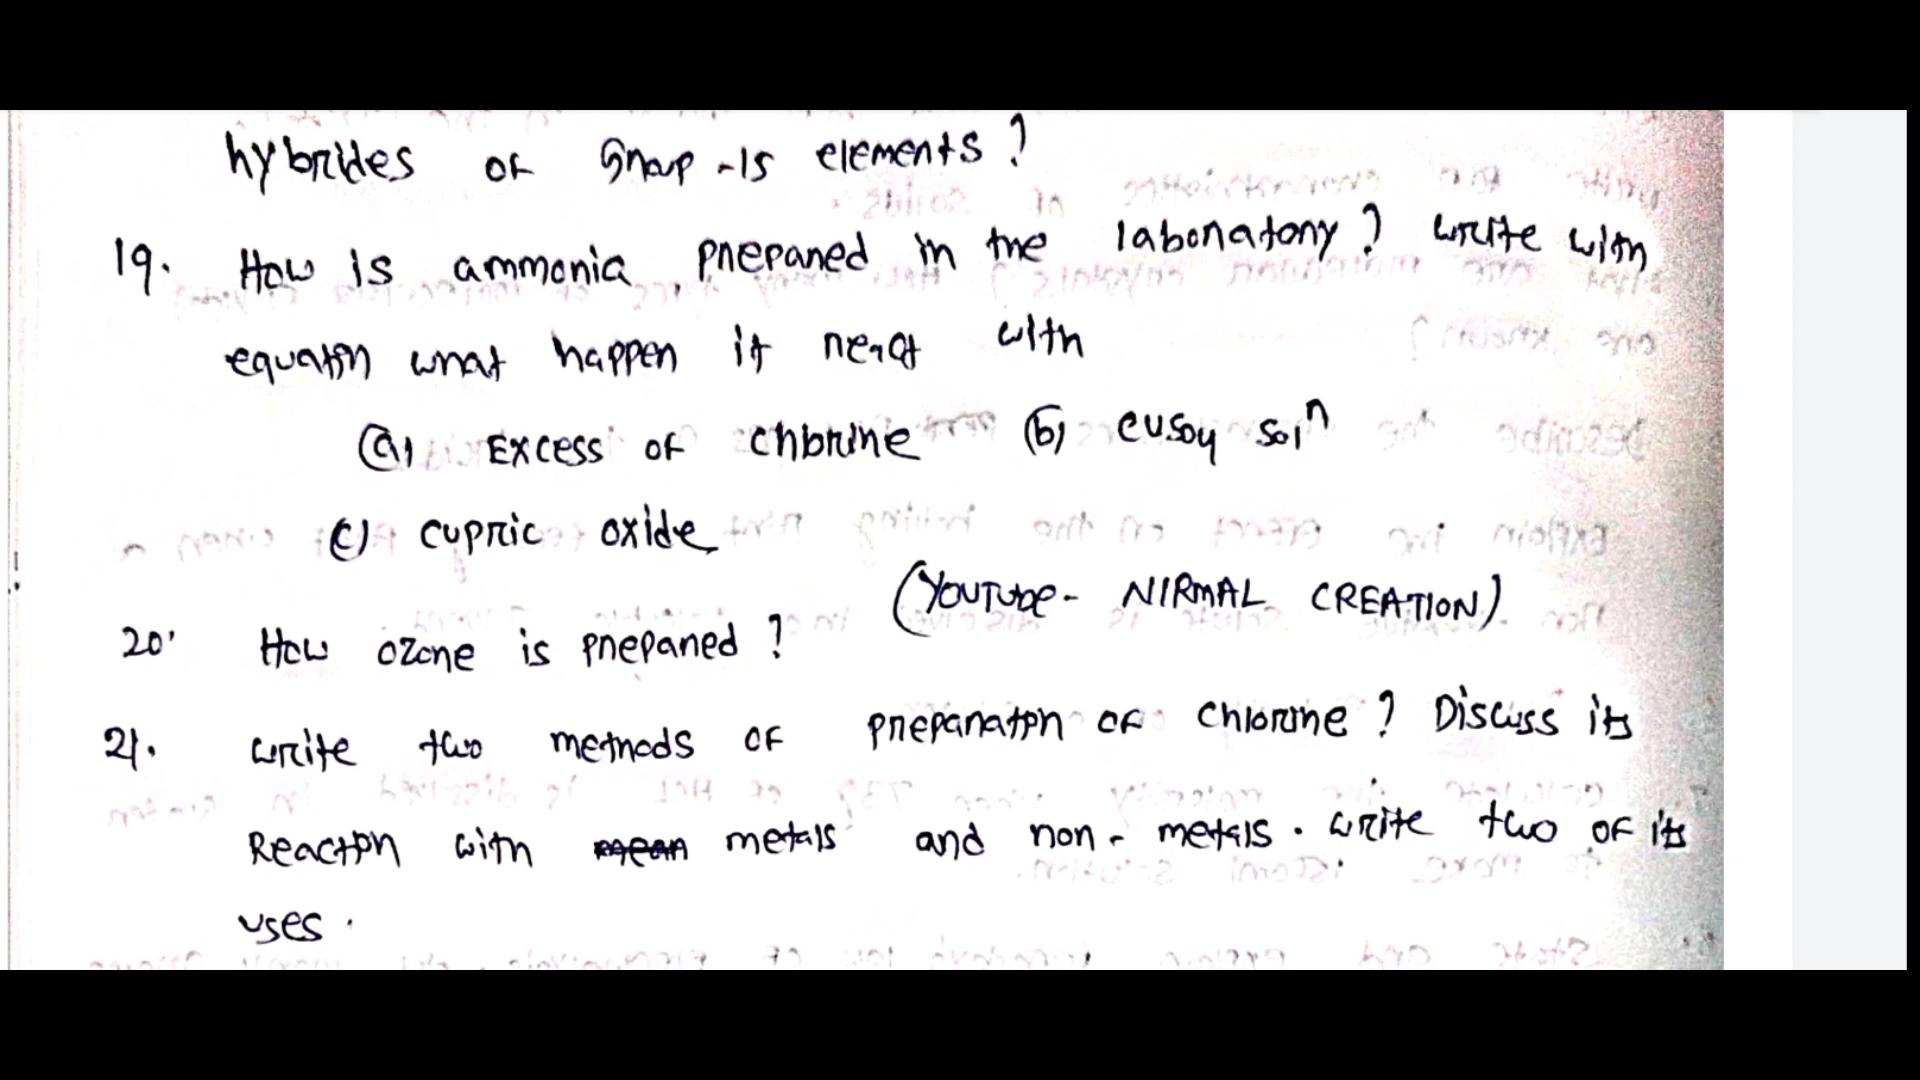 hybrides of Group -15 elements?
19. How is ammonia prepared in the laboratory? write with
equation what happen if react with
(a) Excess of chlorine (b) cusoy solⁿ
(c) cupric oxide
(YOUTUBE- NIRMAL CREATION)
20. How ozone is prepared?
21. write two methods of preparation of chlorine? Discuss its
Reaction with metals and non-metals. write two of its
uses.